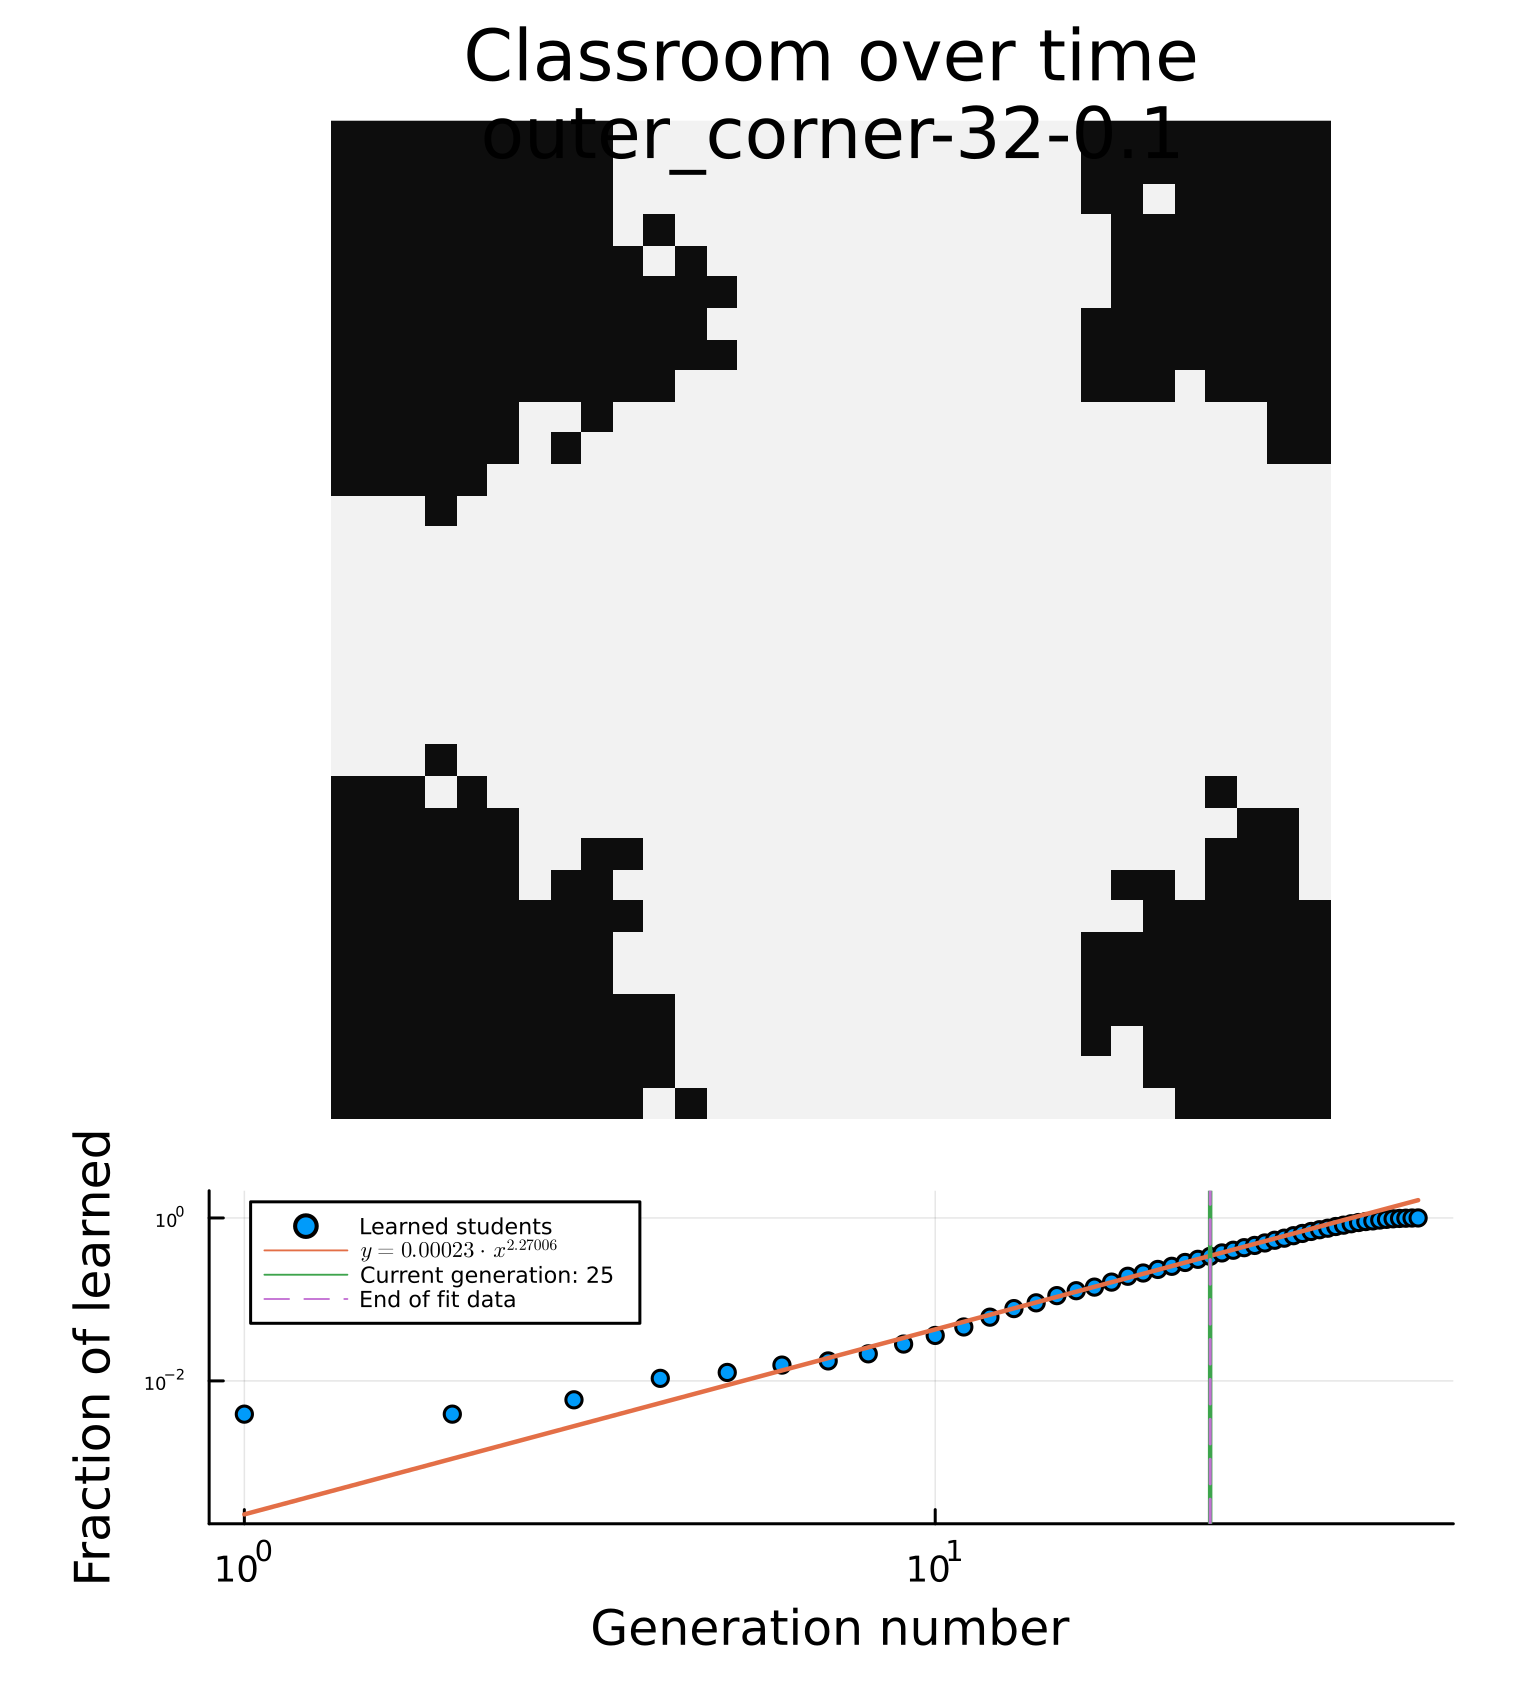 Classroom over time
outer_corner-32-0.1
Fraction of learned
10^0
10^-2
Learned students
y = 0.00023 · x^2.27006
Current generation: 25
End of fit data
10^0
10^1
Generation number